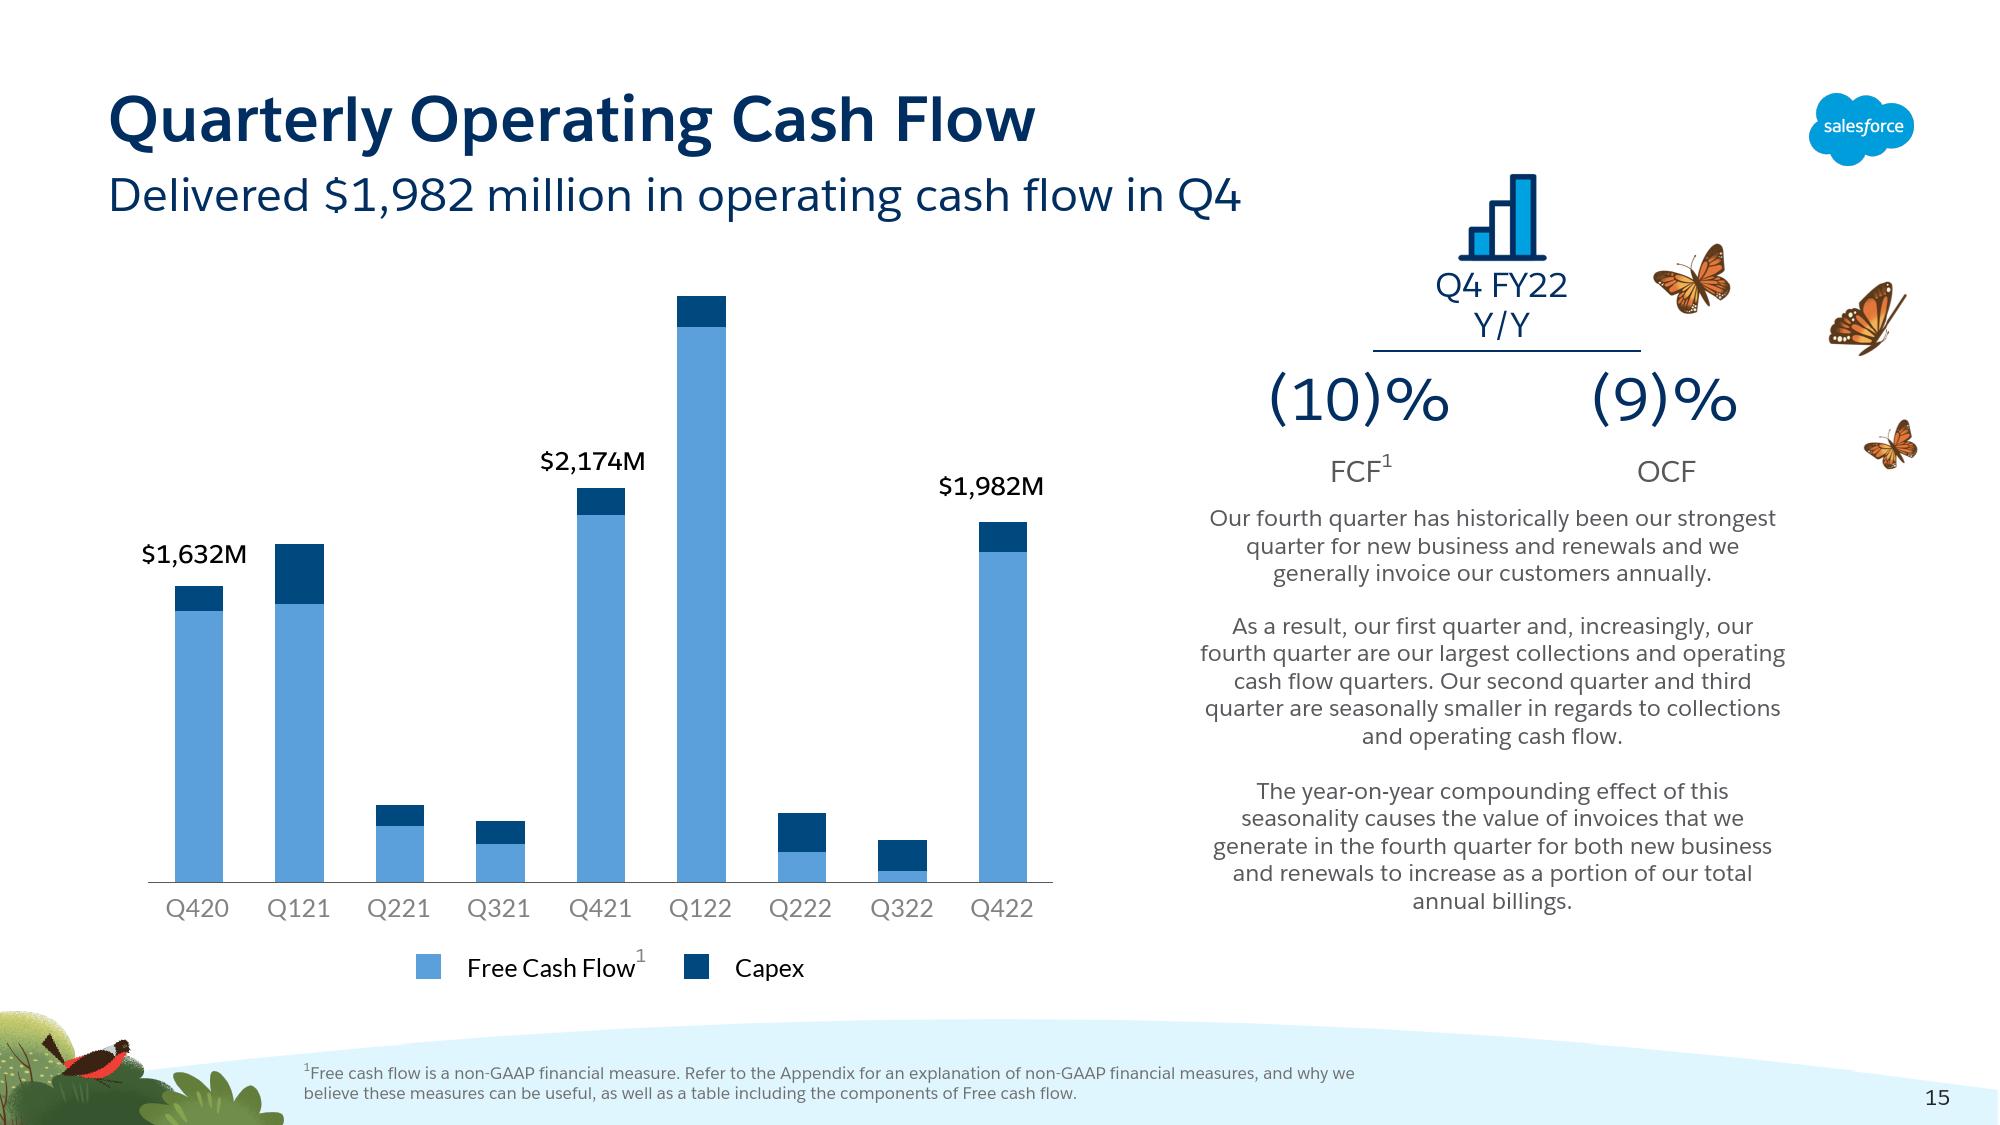 Quarterly Operating Cash Flow
salesforce
Delivered $1,982 million in operating cash flow in Q4
$1,632M
$2,174M
$1,982M
Q420 Q121 Q221 Q321 Q421 Q122 Q222 Q322 Q422
Free Cash Flow1 Capex
Q4 FY22
Y/Y
(10)% (9)%
FCF1 OCF
Our fourth quarter has historically been our strongest
quarter for new business and renewals and we
generally invoice our customers annually.
As a result, our first quarter and, increasingly, our
fourth quarter are our largest collections and operating
cash flow quarters. Our second quarter and third
quarter are seasonally smaller in regards to collections
and operating cash flow.
The year-on-year compounding effect of this
seasonality causes the value of invoices that we
generate in the fourth quarter for both new business
and renewals to increase as a portion of our total
annual billings.
1Free cash flow is a non-GAAP financial measure. Refer to the Appendix for an explanation of non-GAAP financial measures, and why we
believe these measures can be useful, as well as a table including the components of Free cash flow.
15